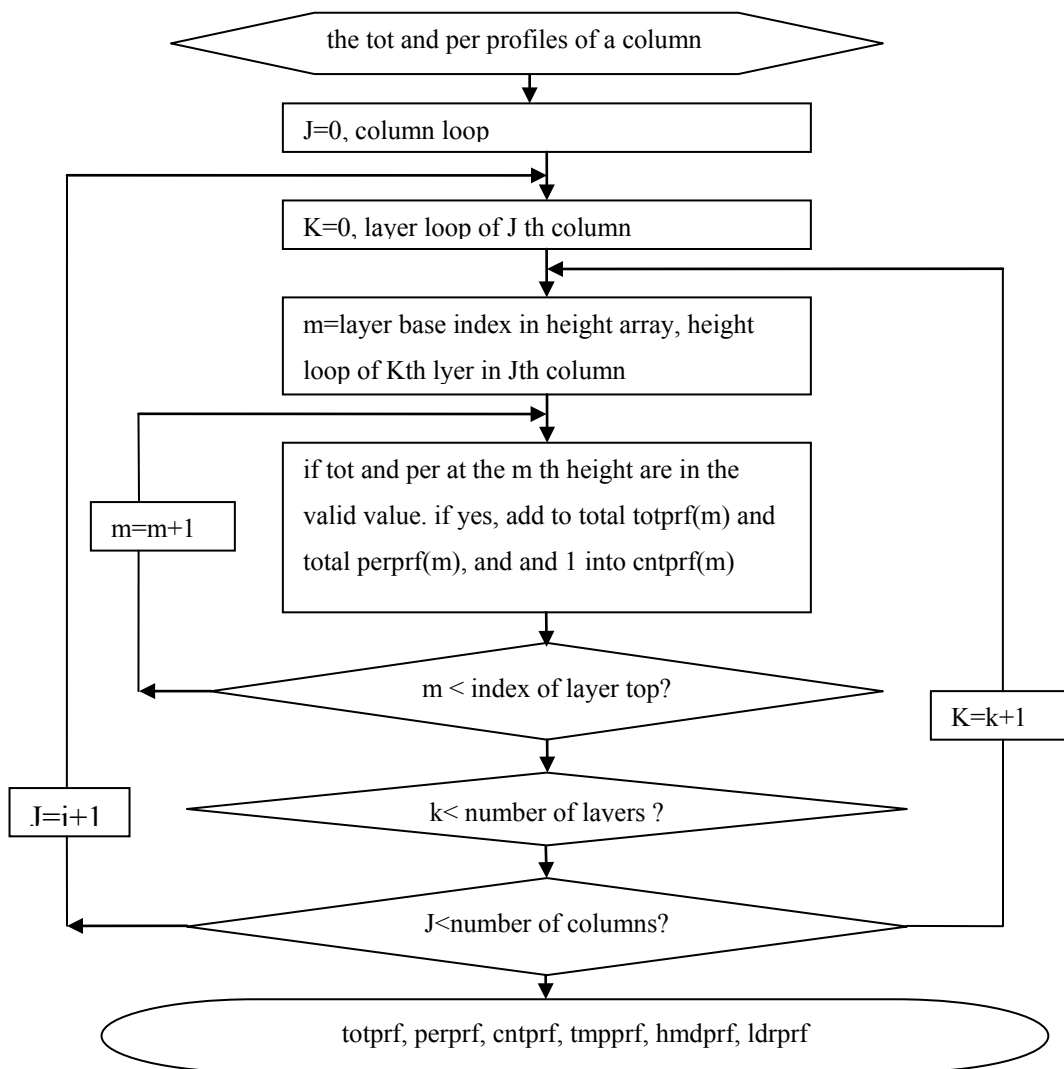 the tot and per profiles of a column
J=0, column loop
K=0, layer loop of J th column
m=layer base index in height array, height
loop of Kth lyer in Jth column
if tot and per at the m th height are in the
valid value. if yes, add to total totprf(m) and
total perprf(m), and and 1 into cntprf(m)
m=m+1
m < index of layer top?
K=k+1
k< number of layers ?
J=j+1
J<number of columns?
totprf, perprf, cntprf, tmpprf, hmdprf, ldrprf